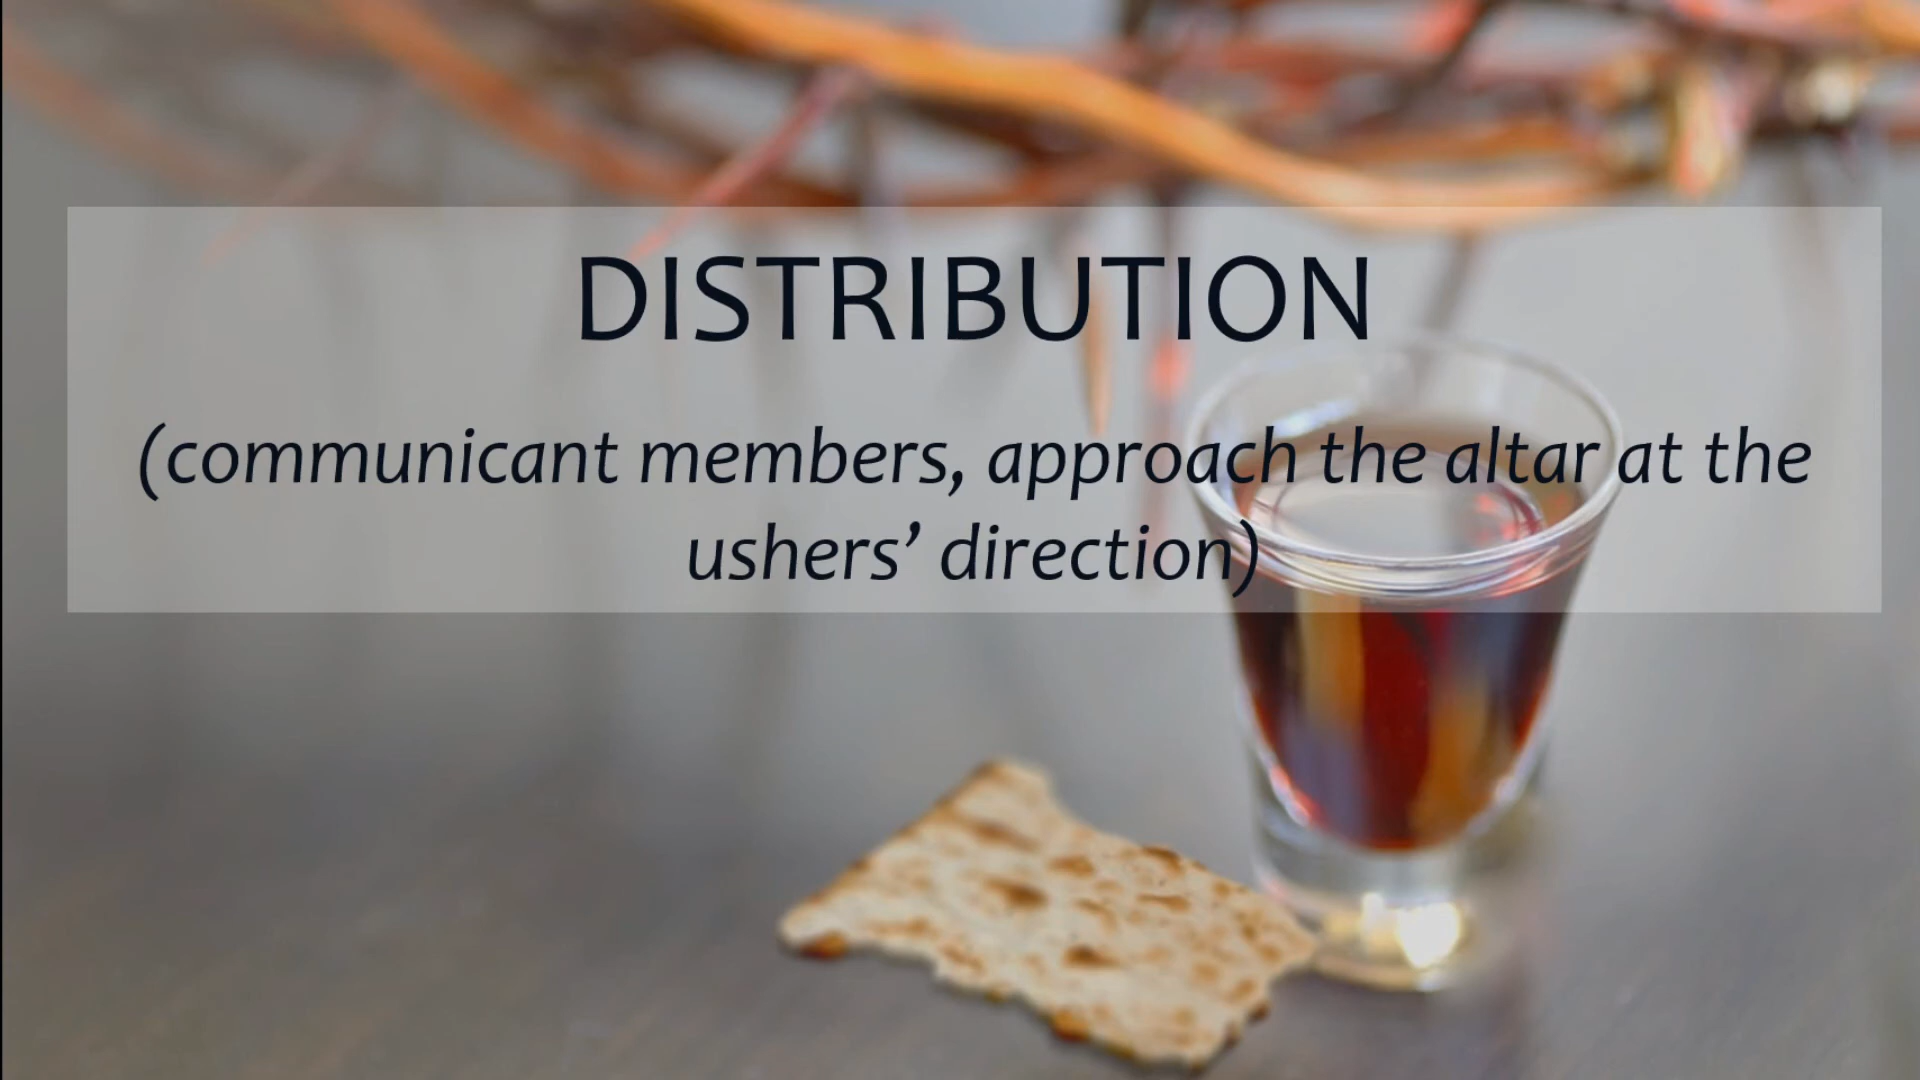 DISTRIBUTION
(communicant members, approach the altar at the
ushers’ direction)